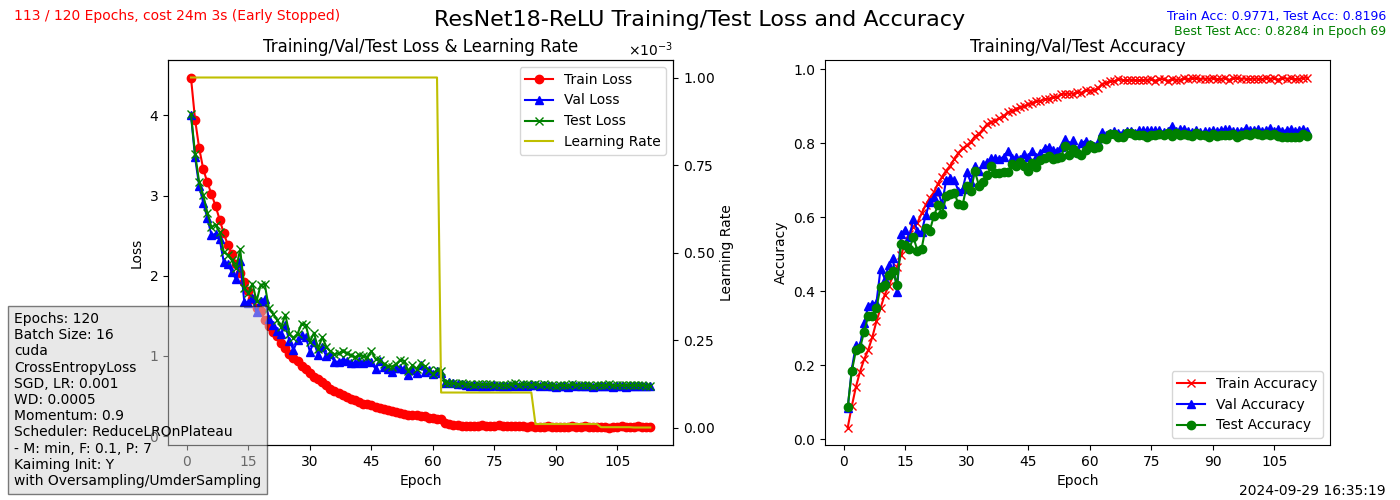 113 / 120 Epochs, cost 24m 3s (Early Stopped)
ResNet18-ReLU Training/Test Loss and Accuracy
Train Acc: 0.9771, Test Acc: 0.8196
Best Test Acc: 0.8284 in Epoch 69
Training/Val/Test Loss & Learning Rate
×10⁻³
Train Loss
Val Loss
Test Loss
Learning Rate
Loss
4
3
2
1
0
1.00
0.75
0.50
0.25
0.00
Learning Rate
0 15 30 45 60 75 90 105
Epoch
Epochs: 120
Batch Size: 16
cuda
CrossEntropyLoss
SGD, LR: 0.001
WD: 0.0005
Momentum: 0.9
Scheduler: ReduceLROnPlateau
- M: min, F: 0.1, P: 7
Kaiming Init: Y
with Oversampling/UmderSampling
Training/Val/Test Accuracy
Accuracy
1.0
0.8
0.6
0.4
0.2
0.0
Train Accuracy
Val Accuracy
Test Accuracy
0 15 30 45 60 75 90 105
Epoch
2024-09-29 16:35:19